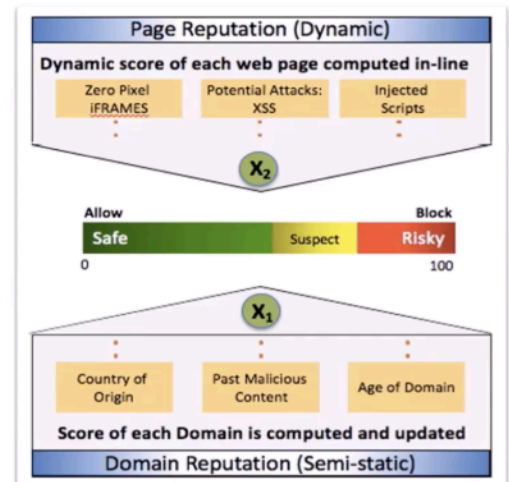 Page Reputation (Dynamic)
Dynamic score of each web page computed in-line
Zero Pixel
iFRAMES
Potential Attacks:
XSS
Injected
Scripts
X₂
Allow
Block
Safe
Suspect
Risky
0
100
X₁
Country of
Origin
Past Malicious
Content
Age of Domain
Score of each Domain is computed and updated
Domain Reputation (Semi-static)